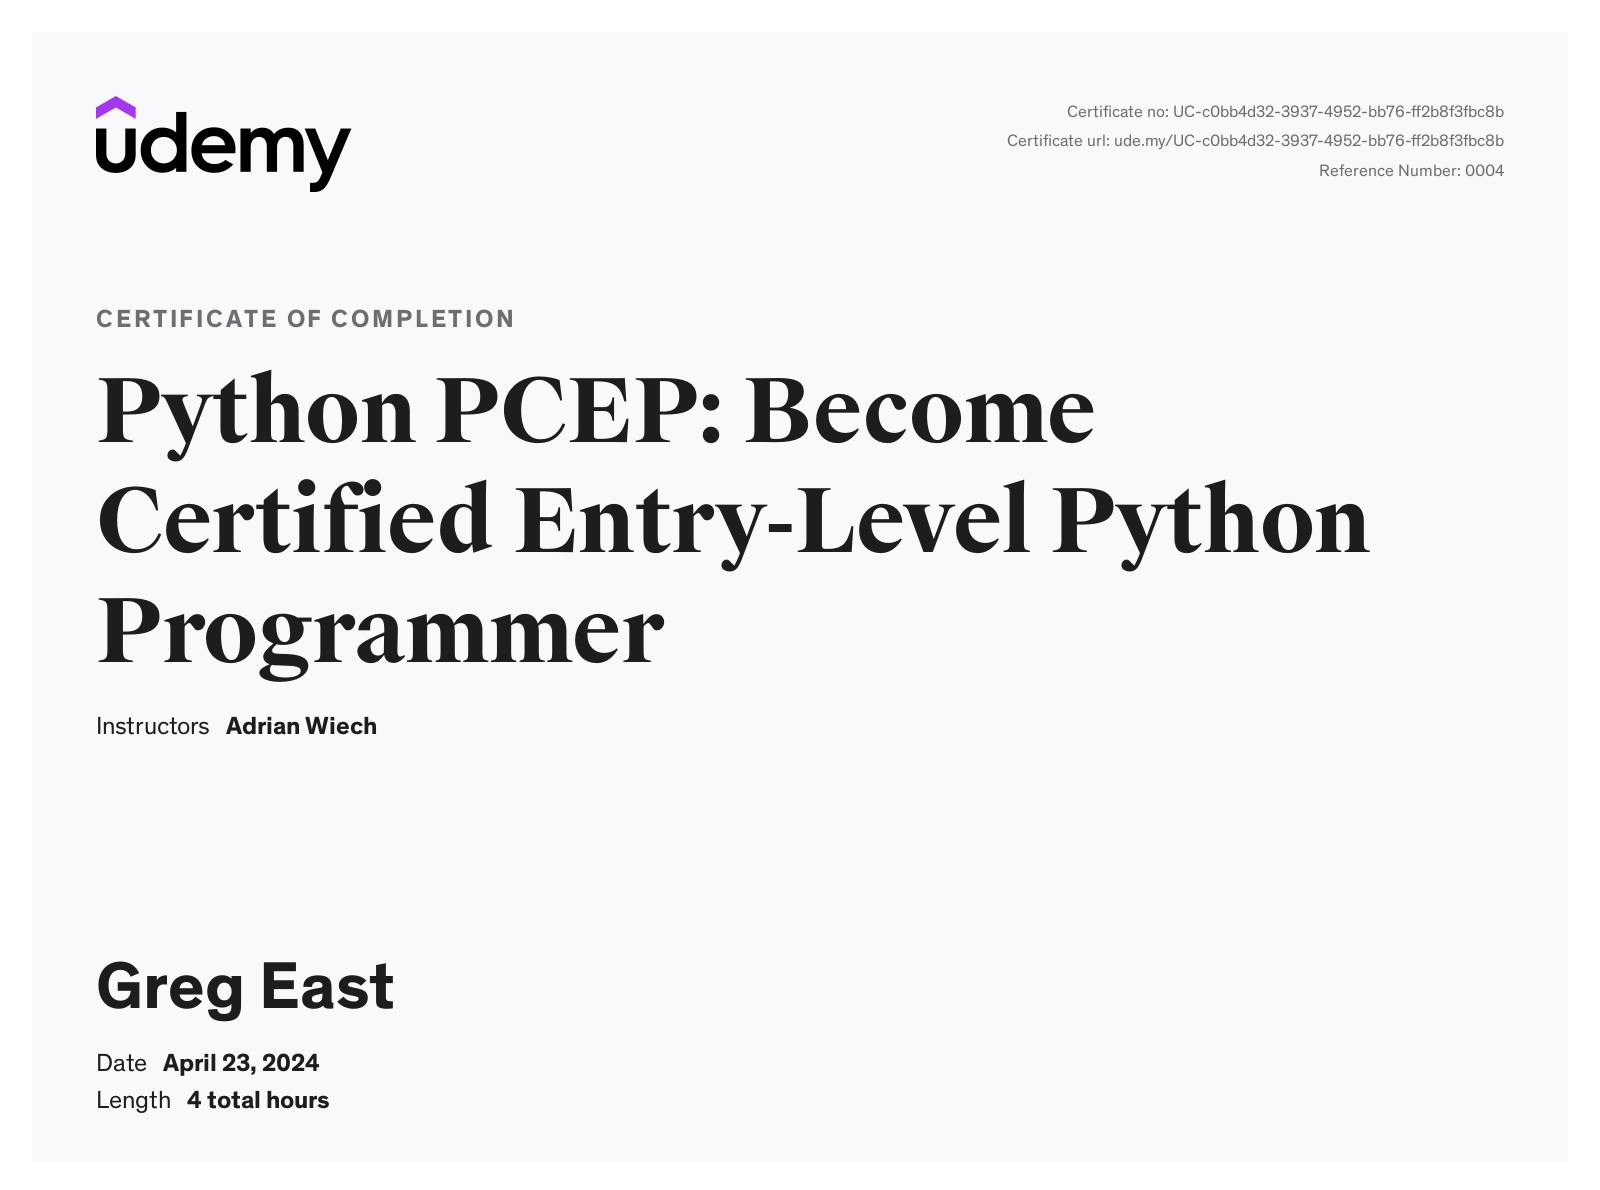 udemy
Certificate no: UC-c0bb4d32-3937-4952-bb76-ff2b8f3fbc8b
Certificate url: ude.my/UC-c0bb4d32-3937-4952-bb76-ff2b8f3fbc8b
Reference Number: 0004
CERTIFICATE OF COMPLETION
Python PCEP: Become
Certified Entry-Level Python
Programmer
Instructors Adrian Wiech
Greg East
Date April 23, 2024
Length 4 total hours